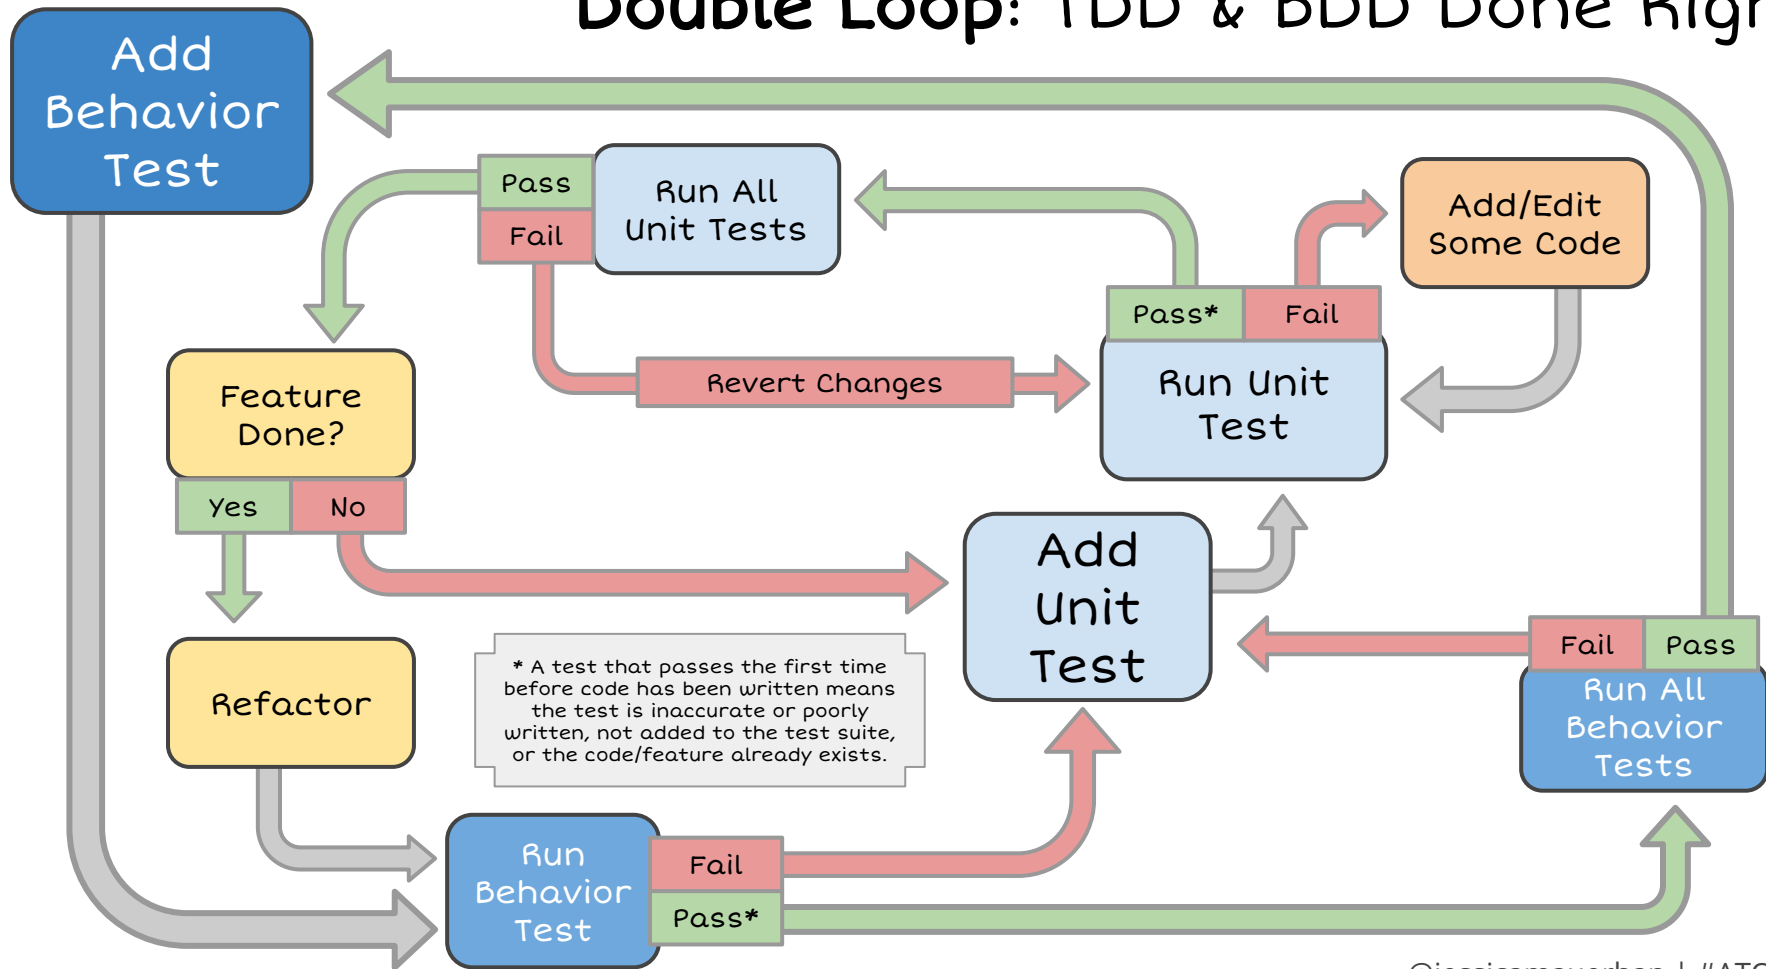 Double Loop: TDD & BDD Done Righ
Add
Behavior
Test
Pass
Fail
Run All
Unit Tests
Add/Edit
Some Code
Pass*
Fail
Run Unit
Test
Revert Changes
Feature
Done?
Yes
No
Add
Unit
Test
Refactor
* A test that passes the first time
before code has been written means
the test is inaccurate or poorly
written, not added to the test suite,
or the code/feature already exists.
Fail
Pass
Run All
Behavior
Tests
Run
Behavior
Test
Fail
Pass*